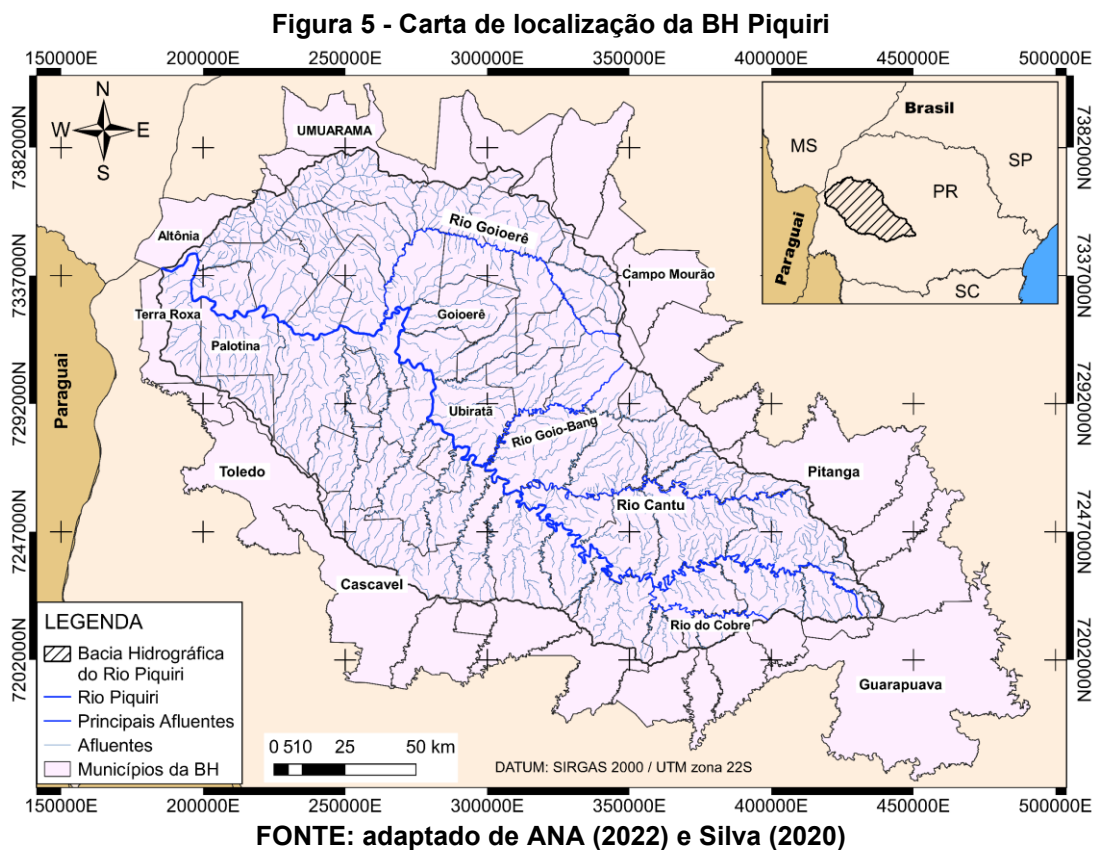 Figura 5 - Carta de localização da BH Piquiri
150000E 200000E 250000E 300000E 350000E 400000E 450000E 500000E
N
W E
S
UMUARAMA
Brasil
MS
SP
PR
Paraguai
SC
7382000N
7382000N
Altônia
Rio Goioerê
Campo Mourão
7337000N
7337000N
Terra Roxa
Goioerê
Palotina
Paraguai
7292000N
7292000N
Ubiratã
Rio Goio-Bang
Toledo
Pitanga
Rio Cantu
7247000N
7247000N
Cascavel
Rio do Cobre
7202000N
7202000N
Guarapuava
LEGENDA
Bacia Hidrográfica
do Rio Piquiri
Rio Piquiri
Principais Afluentes
Afluentes
Municípios da BH
0 510 25 50 km
DATUM: SIRGAS 2000 / UTM zona 22S
150000E 200000E 250000E 300000E 350000E 400000E 450000E 500000E
FONTE: adaptado de ANA (2022) e Silva (2020)